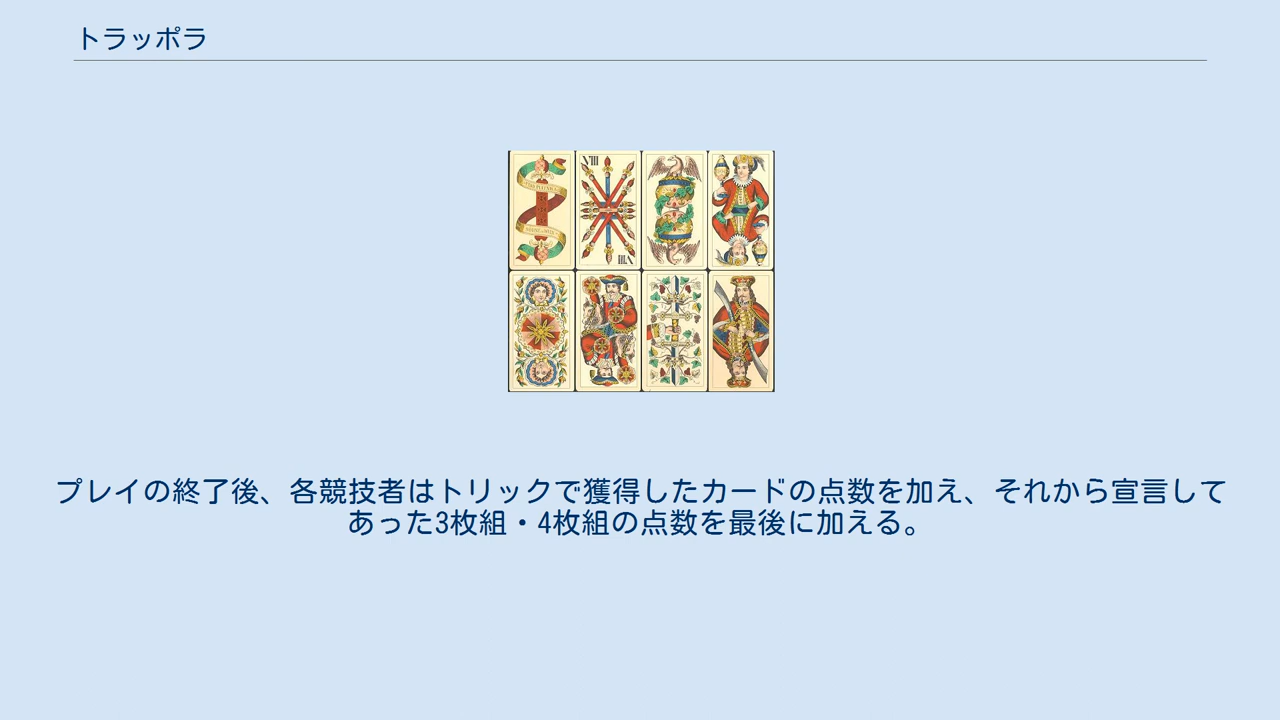 トラッポラ
VIII
VIII
プレイの終了後、各競技者はトリックで獲得したカードの点数を加え、それから宣言して
あった3枚組・4枚組の点数を最後に加える。